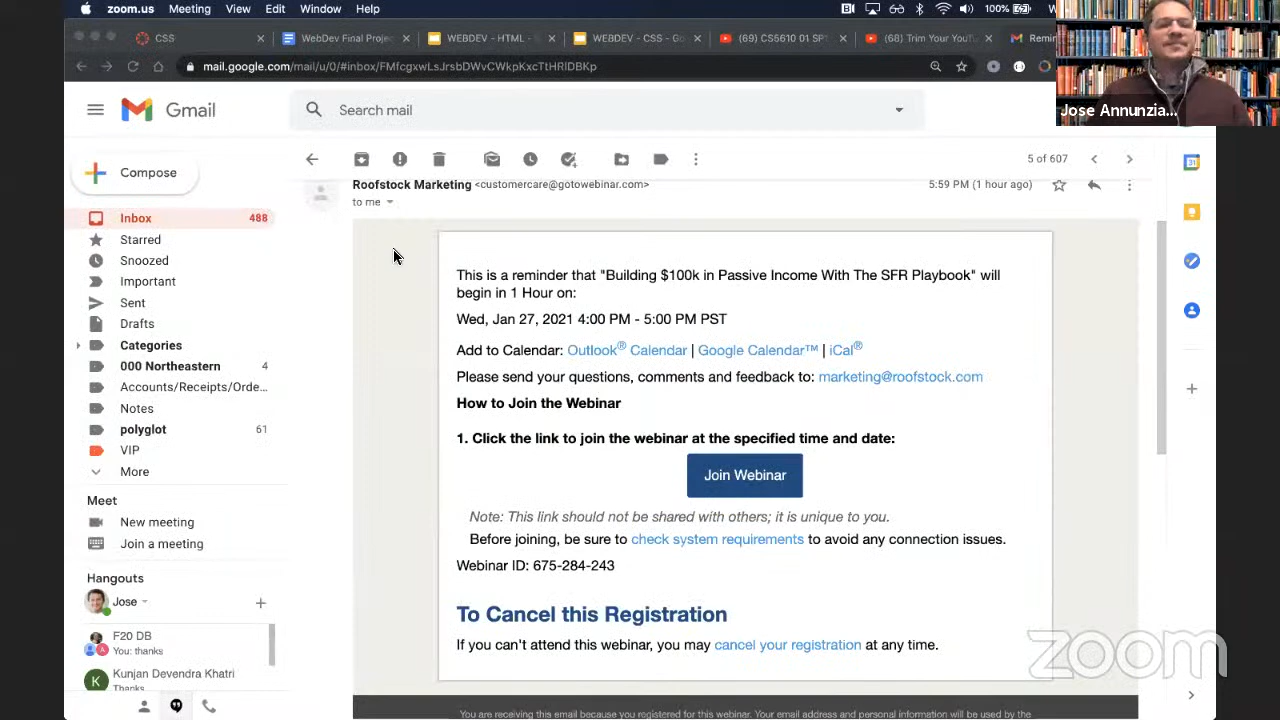 zoom.us Meeting View Edit Window Help 100%
CSS WebDev Final Projec WEBDEV - HTML - WEBDEV - CSS - Go (69) CS5610 01 SP (68) Trim Your YouT Remin
mail.google.com/mail/u/0/#inbox/FMfcgxwLsJrsbDWvCWkpKxcTtHRlDBKp
Jose Annunzia...
Gmail
Search mail
Compose
5 of 607
Roofstock Marketing <customercare@gotowebinar.com>
5:59 PM (1 hour ago)
to me
Inbox 488
Starred
Snoozed
Important
Sent
Drafts
Categories
000 Northeastern 4
Accounts/Receipts/Orde...
Notes
polyglot 61
VIP
More
Meet
New meeting
Join a meeting
Hangouts
Jose
F20 DB
You: thanks
Kunjan Devendra Khatri
Thanks
K
This is a reminder that "Building $100k in Passive Income With The SFR Playbook" will
begin in 1 Hour on:
Wed, Jan 27, 2021 4:00 PM - 5:00 PM PST
Add to Calendar: Outlook® Calendar | Google Calendar™ | iCal®
Please send your questions, comments and feedback to: marketing@roofstock.com
How to Join the Webinar
1. Click the link to join the webinar at the specified time and date:
Join Webinar
Note: This link should not be shared with others; it is unique to you.
Before joining, be sure to check system requirements to avoid any connection issues.
Webinar ID: 675-284-243
To Cancel this Registration
If you can't attend this webinar, you may cancel your registration at any time.
You are receiving this email because you registered for this webinar. Your email address and personal information will be used by the
31
zoom